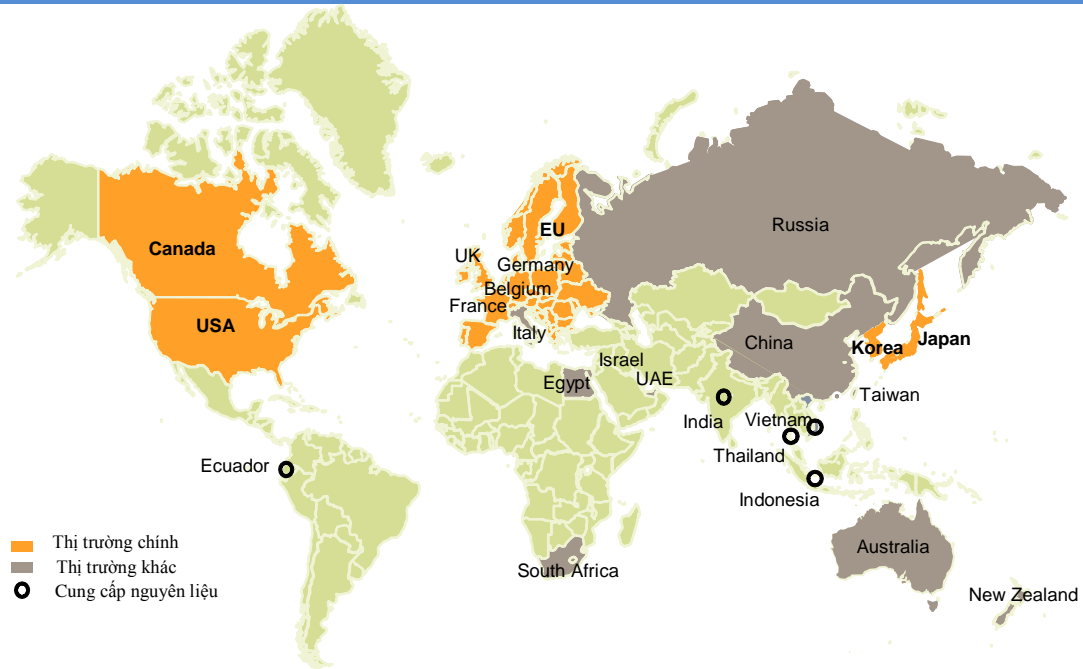 Russia
Canada
EU
UK
Germany
Belgium
France
USA
Italy
China
Korea
Japan
Israel
Egypt
UAE
Taiwan
India
Vietnam
Thailand
Ecuador
Indonesia
Thị trường chính
Thị trường khác
Cung cấp nguyên liệu
Australia
South Africa
New Zealand